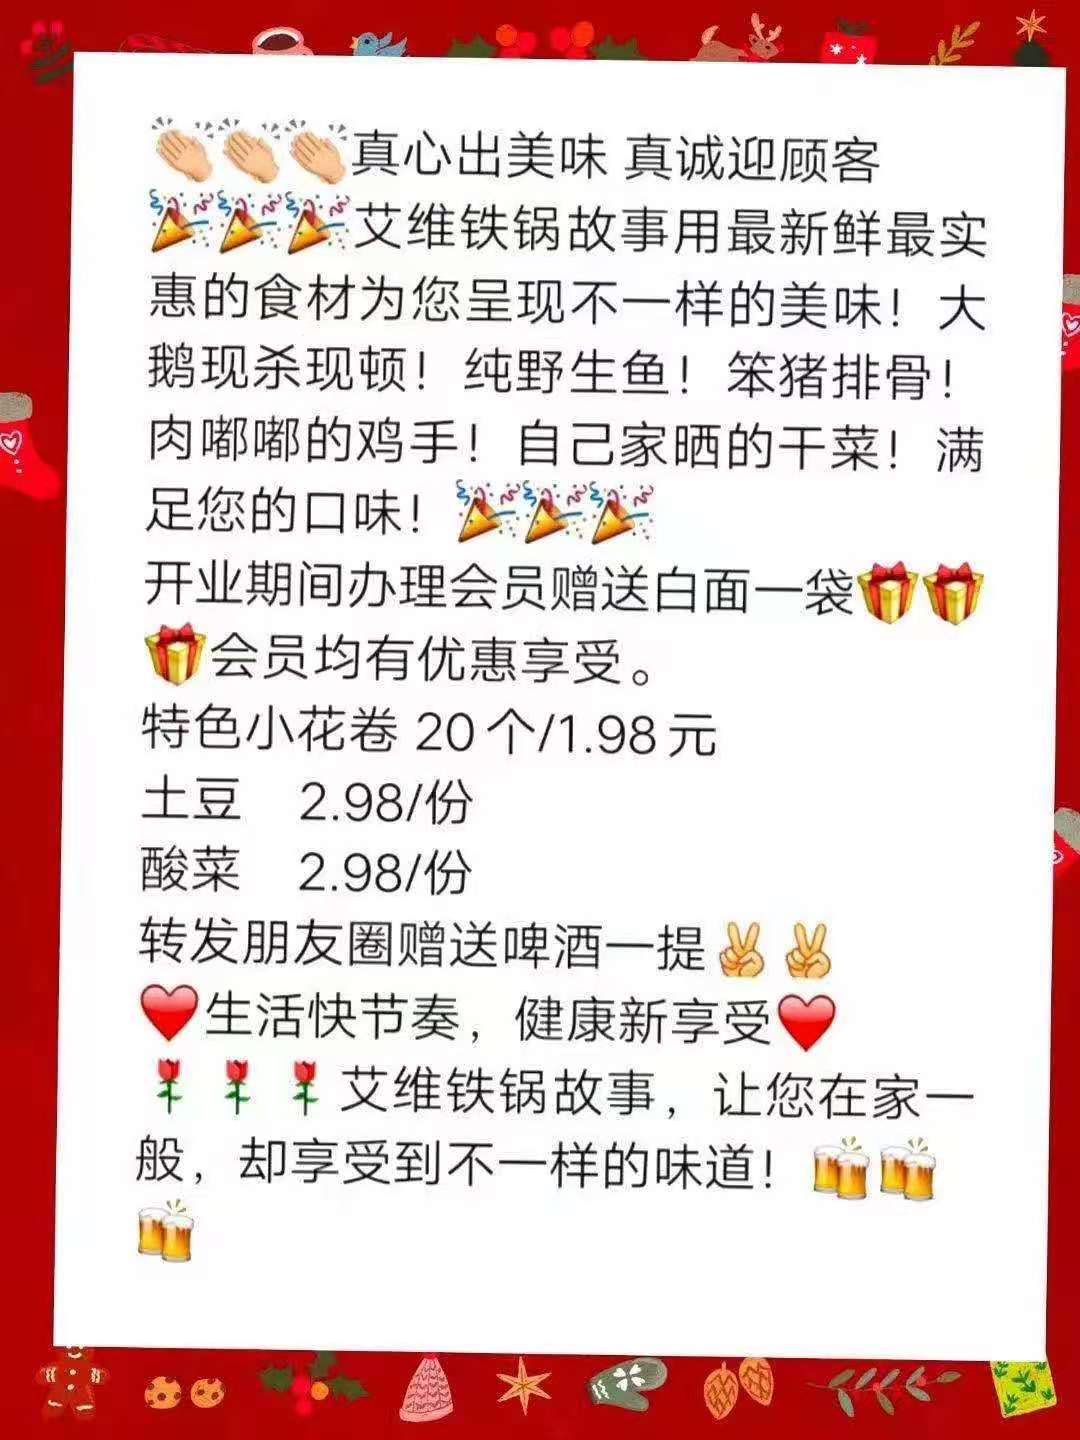 👏🏼👏🏼👏🏼真心出美味 真诚迎顾客
🎉🎉🎉艾维铁锅故事用最新鲜最实
惠的食材为您呈现不一样的美味！大
鹅现杀现顿！纯野生鱼！笨猪排骨！
肉嘟嘟的鸡手！自己家晒的干菜！满
足您的口味！🎉🎉🎉
开业期间办理会员赠送白面一袋🎁🎁
🎁会员均有优惠享受。
特色小花卷 20个/1.98元
土豆 2.98/份
酸菜 2.98/份
转发朋友圈赠送啤酒一提✌️✌️
❤️生活快节奏，健康新享受❤️
🌹🌹🌹艾维铁锅故事，让您在家一
般，却享受到不一样的味道！🍻🍻
🍻